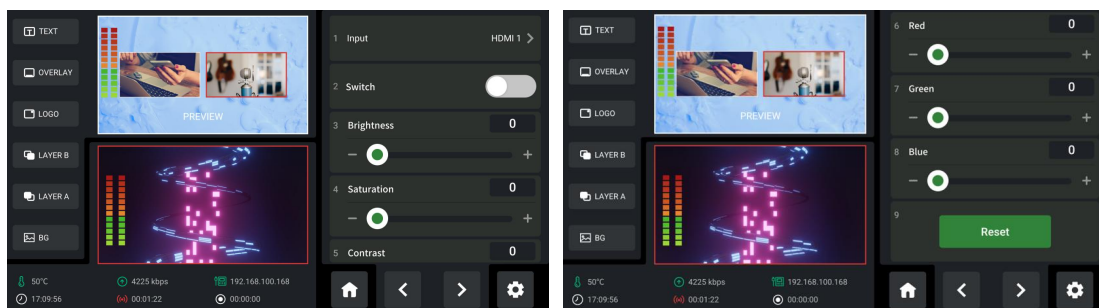 TEXT
OVERLAY
LOGO
LAYER B
LAYER A
BG
PREVIEW
1 Input HDMI 1
2 Switch
3 Brightness 0
4 Saturation 0
5 Contrast 0
50°C 4225 kbps 192.168.100.168
17:09:56 00:01:22 00:00:00
TEXT
OVERLAY
LOGO
LAYER B
LAYER A
BG
PREVIEW
6 Red 0
7 Green 0
8 Blue 0
9
Reset
50°C 4225 kbps 192.168.100.168
17:09:56 00:01:22 00:00:00